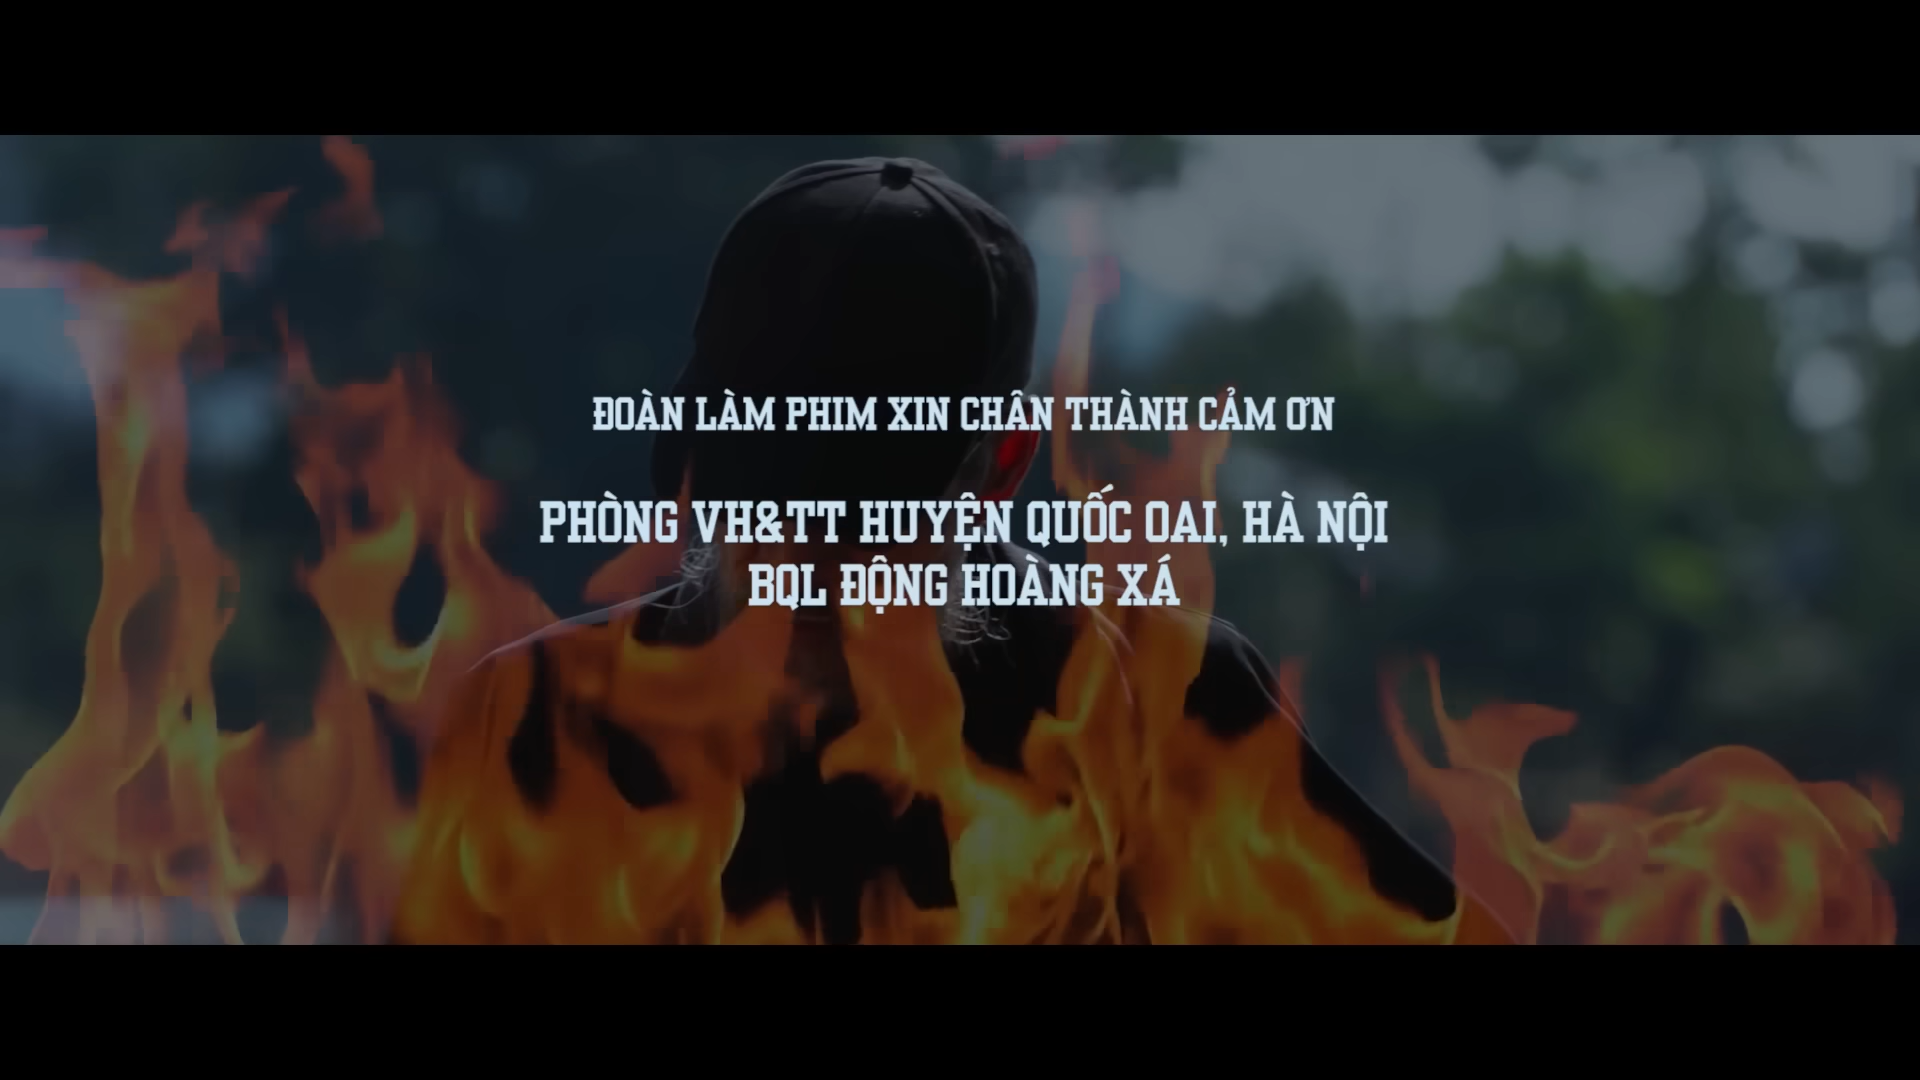 ĐOÀN LÀM PHIM XIN CHÂN THÀNH CẢM ƠN
PHÒNG VH&TT HUYỆN QUỐC OAI, HÀ NỘI
BQL ĐỘNG HOÀNG XÁ